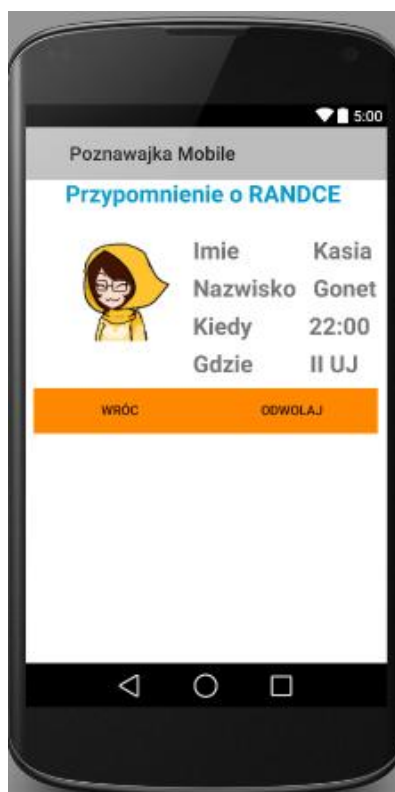 5:00
Poznawajka Mobile
Przypomnienie o RANDCE
Imie Kasia
Nazwisko Gonet
Kiedy 22:00
Gdzie II UJ
WRÓC ODWOLAJ